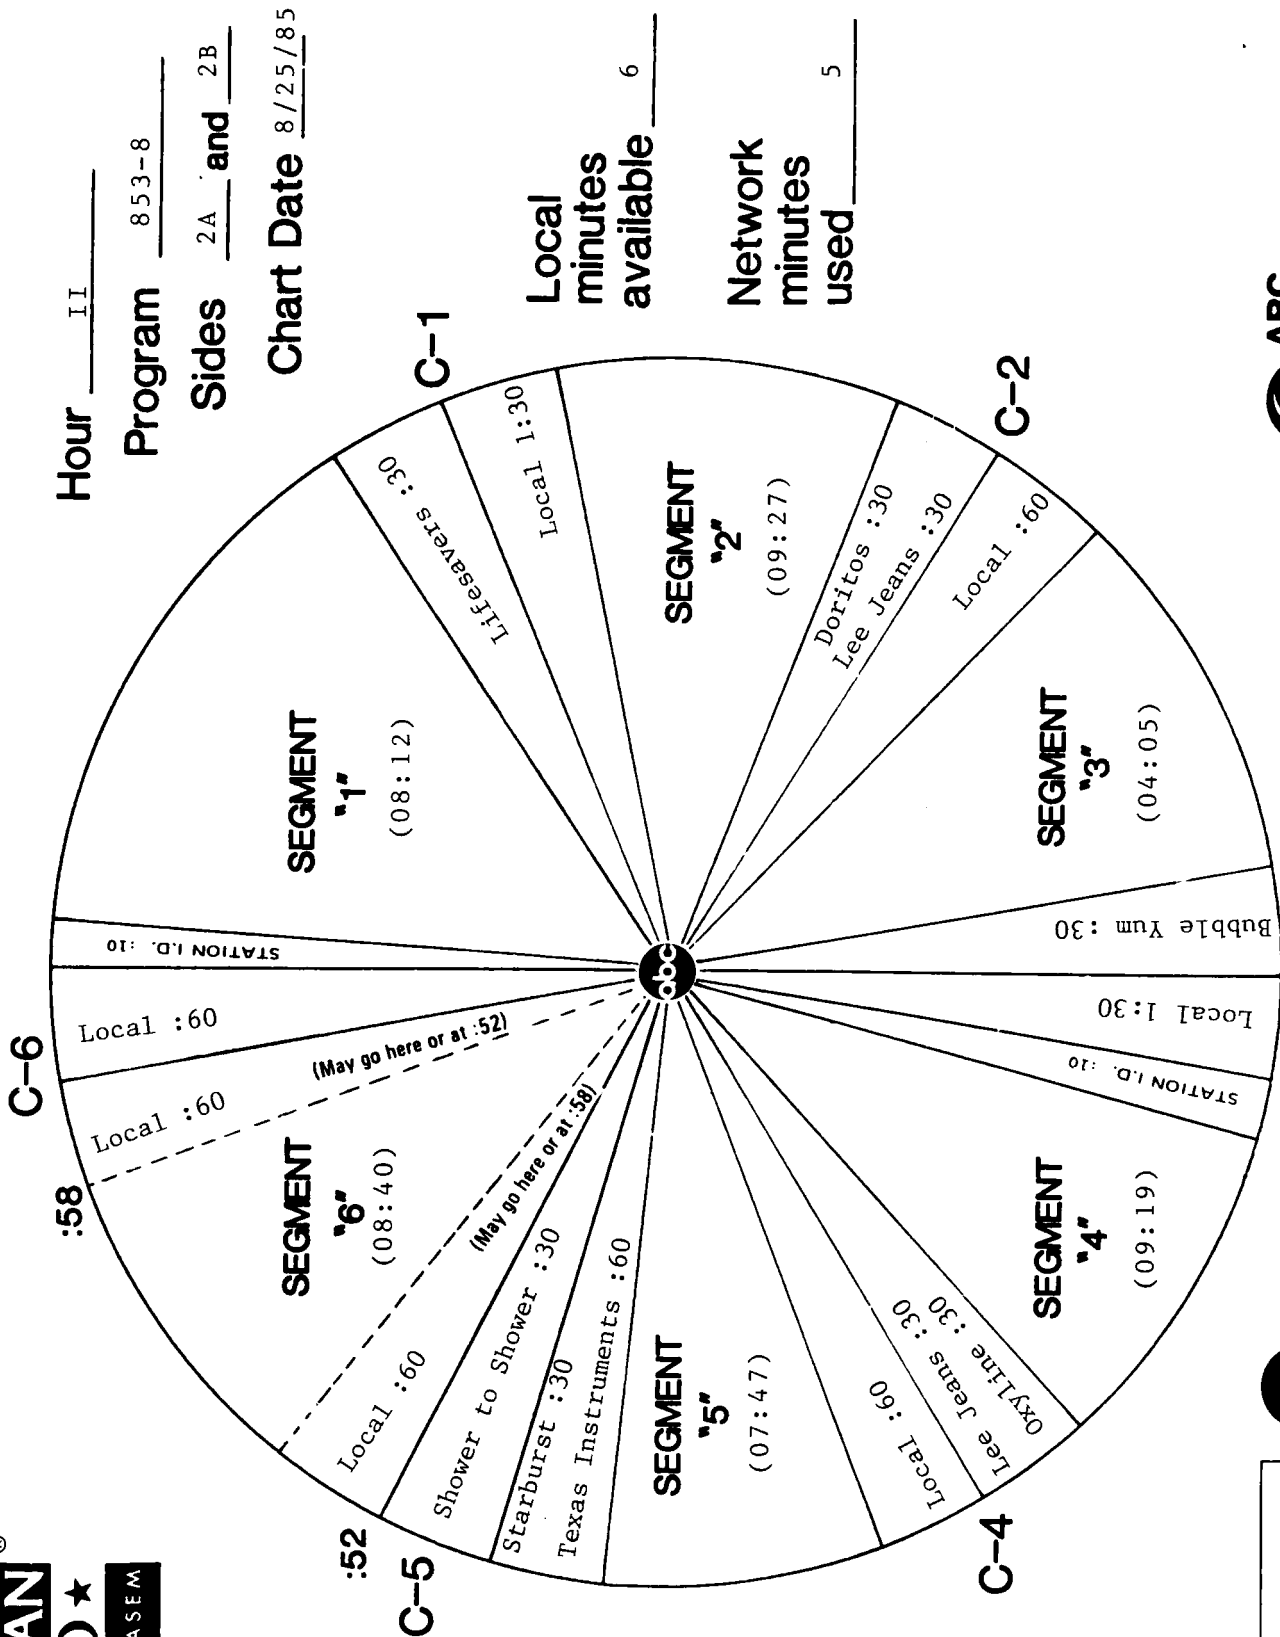 Hour II
Program 853-8
Sides 2A and 2B
Chart Date 8/25/85
Local
minutes
available 6
Network
minutes
used 5
STATION I.D. :10
SEGMENT
"1"
(08:12)
Lifesavers :30
C-1
Local 1:30
SEGMENT
"2"
(09:27)
Doritos :30
Lee Jeans :30
C-2
Local :60
SEGMENT
"3"
(04:05)
Bubble Yum :30
Local 1:30
STATION I.D. :10
SEGMENT
"4"
(09:19)
Oxyline :30
Lee Jeans :30
C-4
Local :60
SEGMENT
"5"
(07:47)
Texas Instruments :60
Starburst :30
Shower to Shower :30
C-5
:52
Local :60
(May go here or at :58)
SEGMENT
"6"
(08:40)
:58
Local :60
(May go here or at :52)
C-6
Local :60
abc
ABC
AN
ASEM